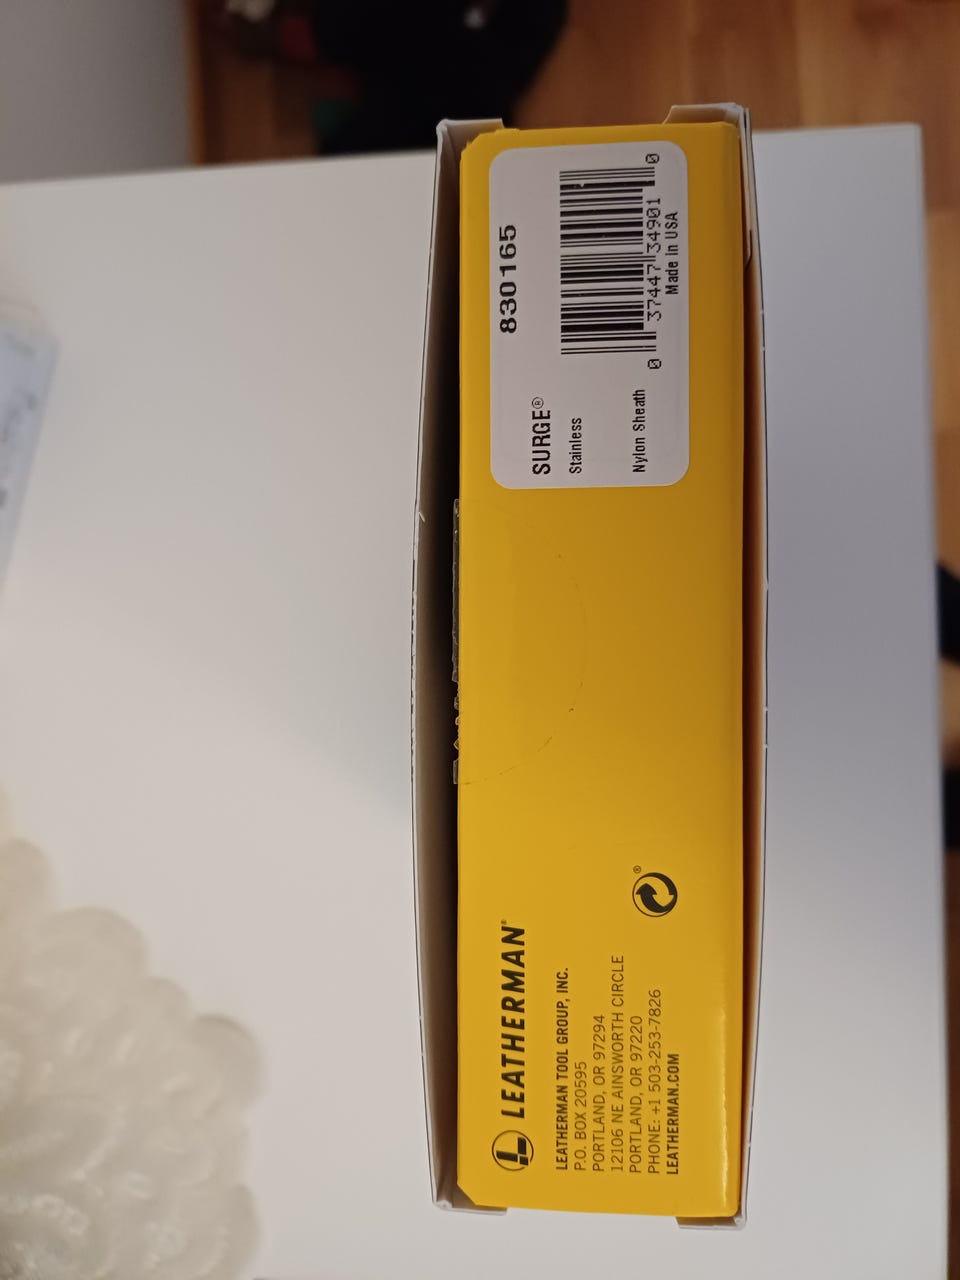 LEATHERMAN®
LEATHERMAN TOOL GROUP, INC.
P.O. BOX 20595
PORTLAND, OR 97294
12106 NE AINSWORTH CIRCLE
PORTLAND, OR 97220
PHONE: +1 503-253-7826
LEATHERMAN.COM
®
830165
SURGE®
Stainless
Nylon Sheath
0 37447 34901 0
Made in USA